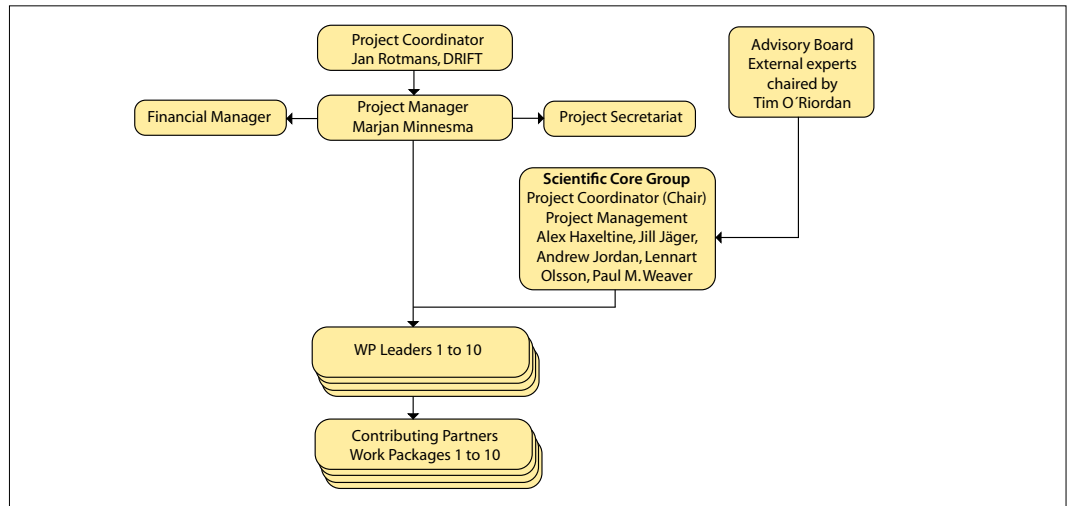 Project Coordinator
Jan Rotmans, DRIFT
Advisory Board
External experts
chaired by
Tim O´Riordan
Financial Manager
Project Manager
Marjan Minnesma
Project Secretariat
Scientific Core Group
Project Coordinator (Chair)
Project Management
Alex Haxeltine, Jill Jäger,
Andrew Jordan, Lennart
Olsson, Paul M. Weaver
WP Leaders 1 to 10
Contributing Partners
Work Packages 1 to 10